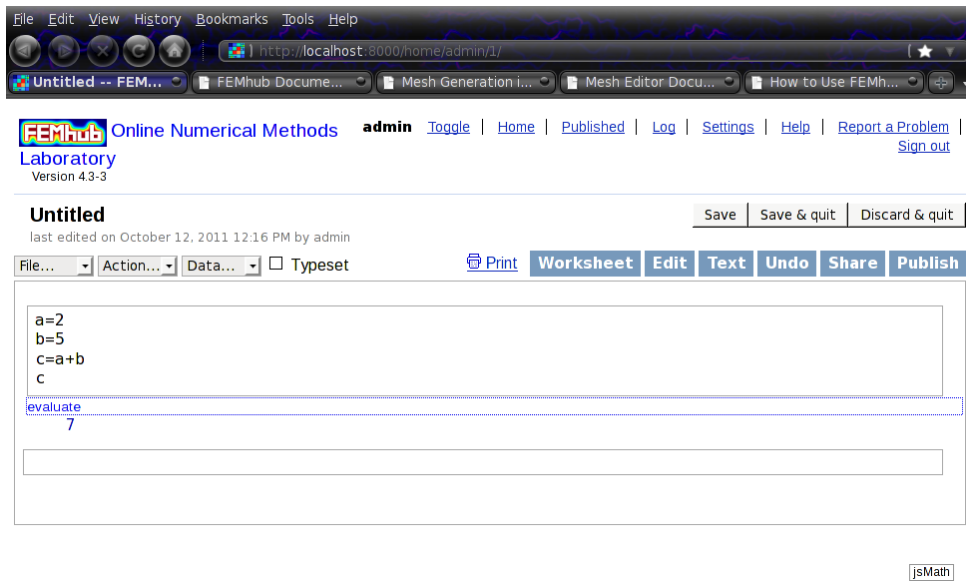 File Edit View History Bookmarks Tools Help
http://localhost:8000/home/admin/1/
Untitled -- FEM... FEMhub Docume... Mesh Generation i... Mesh Editor Docu... How to Use FEMh...
FEMhub Online Numerical Methods admin Toggle | Home | Published | Log | Settings | Help | Report a Problem |
Laboratory Sign out
Version 4.3-3
Untitled Save Save & quit Discard & quit
last edited on October 12, 2011 12:16 PM by admin
File... Action... Data... Typeset Print Worksheet Edit Text Undo Share Publish
a=2
b=5
c=a+b
c
evaluate
7
jsMath